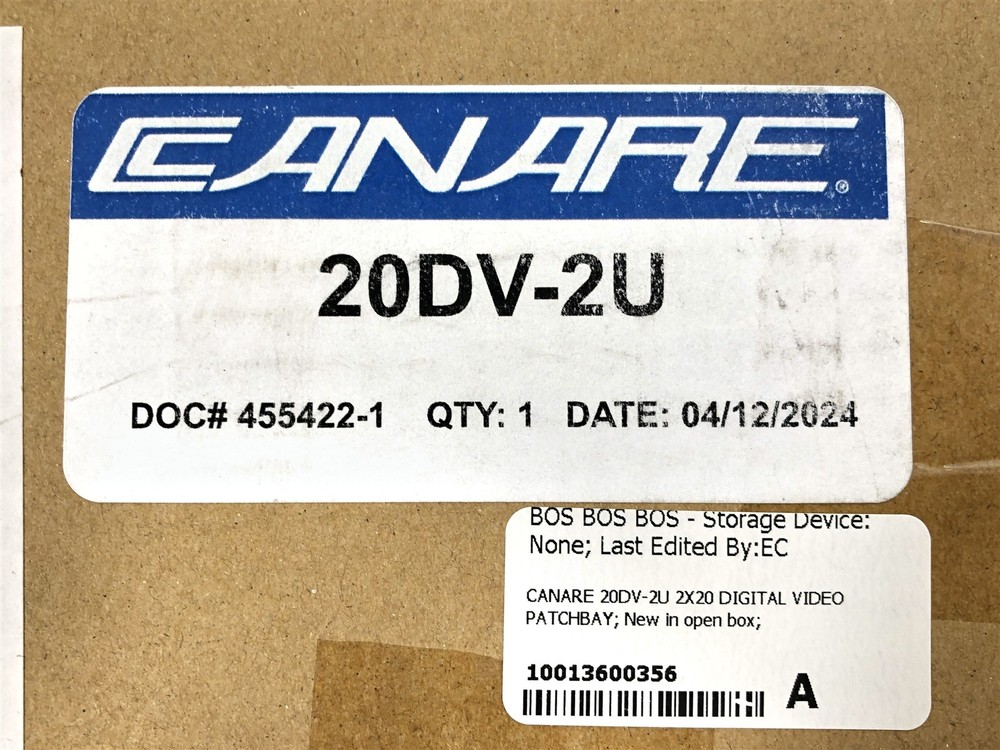 CANARE®
20DV-2U
DOC# 455422-1 QTY: 1 DATE: 04/12/2024
BOS BOS BOS - Storage Device:
None; Last Edited By:EC
CANARE 20DV-2U 2X20 DIGITAL VIDEO
PATCHBAY; New in open box;
10013600356
A